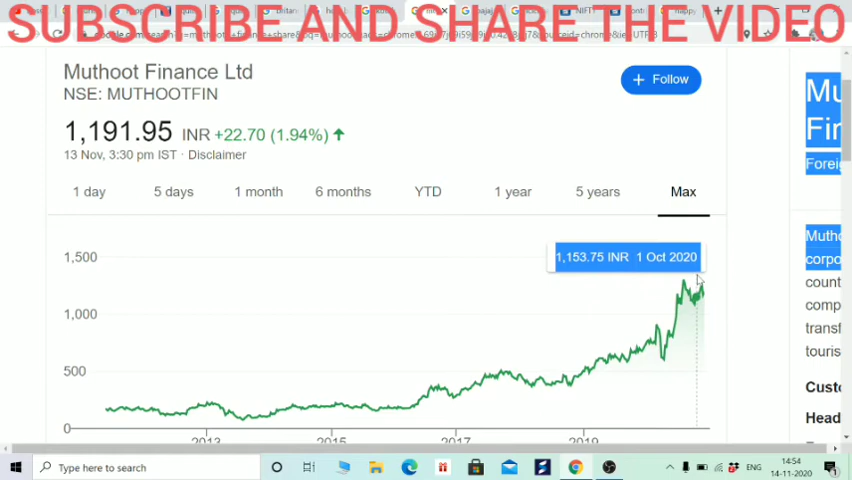 SUBSCRIBE AND SHARE THE VIDEO
Muthoot Finance Ltd
NSE: MUTHOOTFIN
+ Follow
1,191.95 INR +22.70 (1.94%)
13 Nov, 3:30 pm IST · Disclaimer
1 day 5 days 1 month 6 months YTD 1 year 5 years Max
1,153.75 INR 1 Oct 2020
1,500
1,000
500
0
2013 2015 2017 2019
Mu
Fin
Foreig
Mutho
corpo
count
comp
transf
touris
Custo
Head
Type here to search
ENG
14:54
14-11-2020